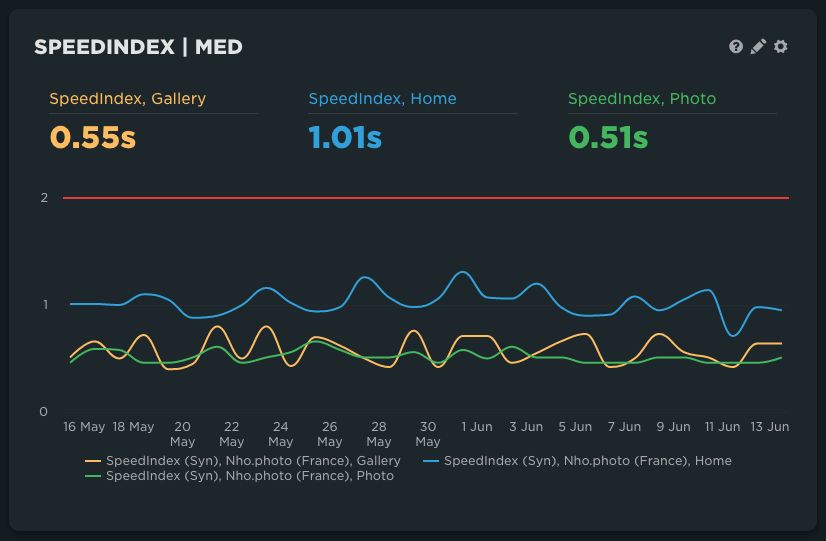 SPEEDINDEX | MED
SpeedIndex, Gallery
0.55s
SpeedIndex, Home
1.01s
SpeedIndex, Photo
0.51s
2
1
0
16 May 18 May 20 May 22 May 24 May 26 May 28 May 30 May 1 Jun 3 Jun 5 Jun 7 Jun 9 Jun 11 Jun 13 Jun
SpeedIndex (Syn), Nho.photo (France), Gallery
SpeedIndex (Syn), Nho.photo (France), Home
SpeedIndex (Syn), Nho.photo (France), Photo